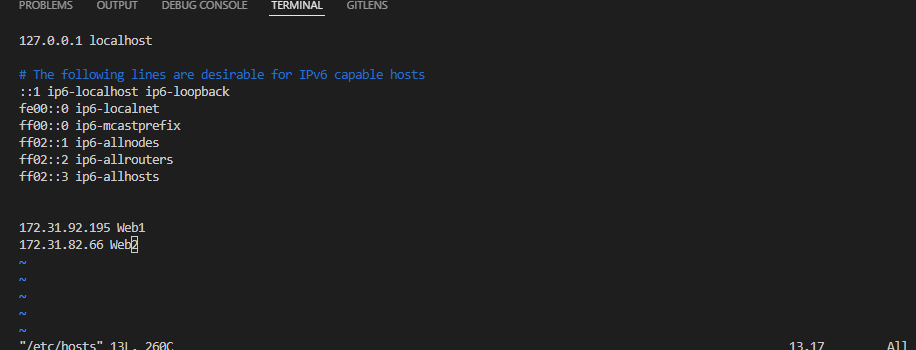 PROBLEMS OUTPUT DEBUG CONSOLE TERMINAL GITLENS
127.0.0.1 localhost
# The following lines are desirable for IPv6 capable hosts
::1 ip6-localhost ip6-loopback
fe00::0 ip6-localnet
ff00::0 ip6-mcastprefix
ff02::1 ip6-allnodes
ff02::2 ip6-allrouters
ff02::3 ip6-allhosts
172.31.92.195 Web1
172.31.82.66 Web2
~
~
~
~
~
"/etc/hosts" 13L, 260C 13,17 All